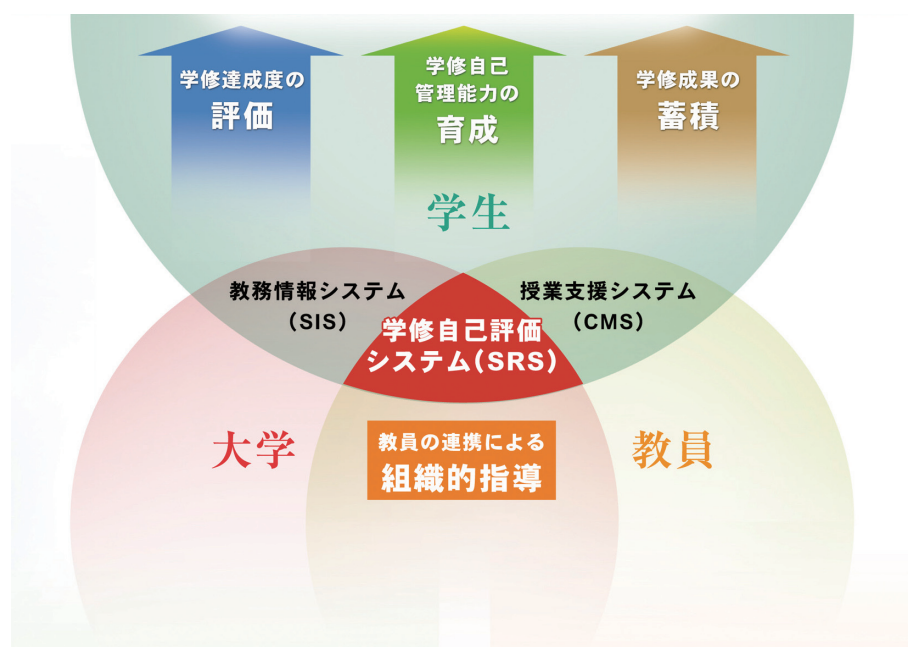 学修達成度の
評価
学修自己
管理能力の
育成
学修成果の
蓄積
学生
教務情報システム
（SIS）
授業支援システム
（CMS）
学修自己評価
システム（SRS）
大学
教員の連携による
組織的指導
教員